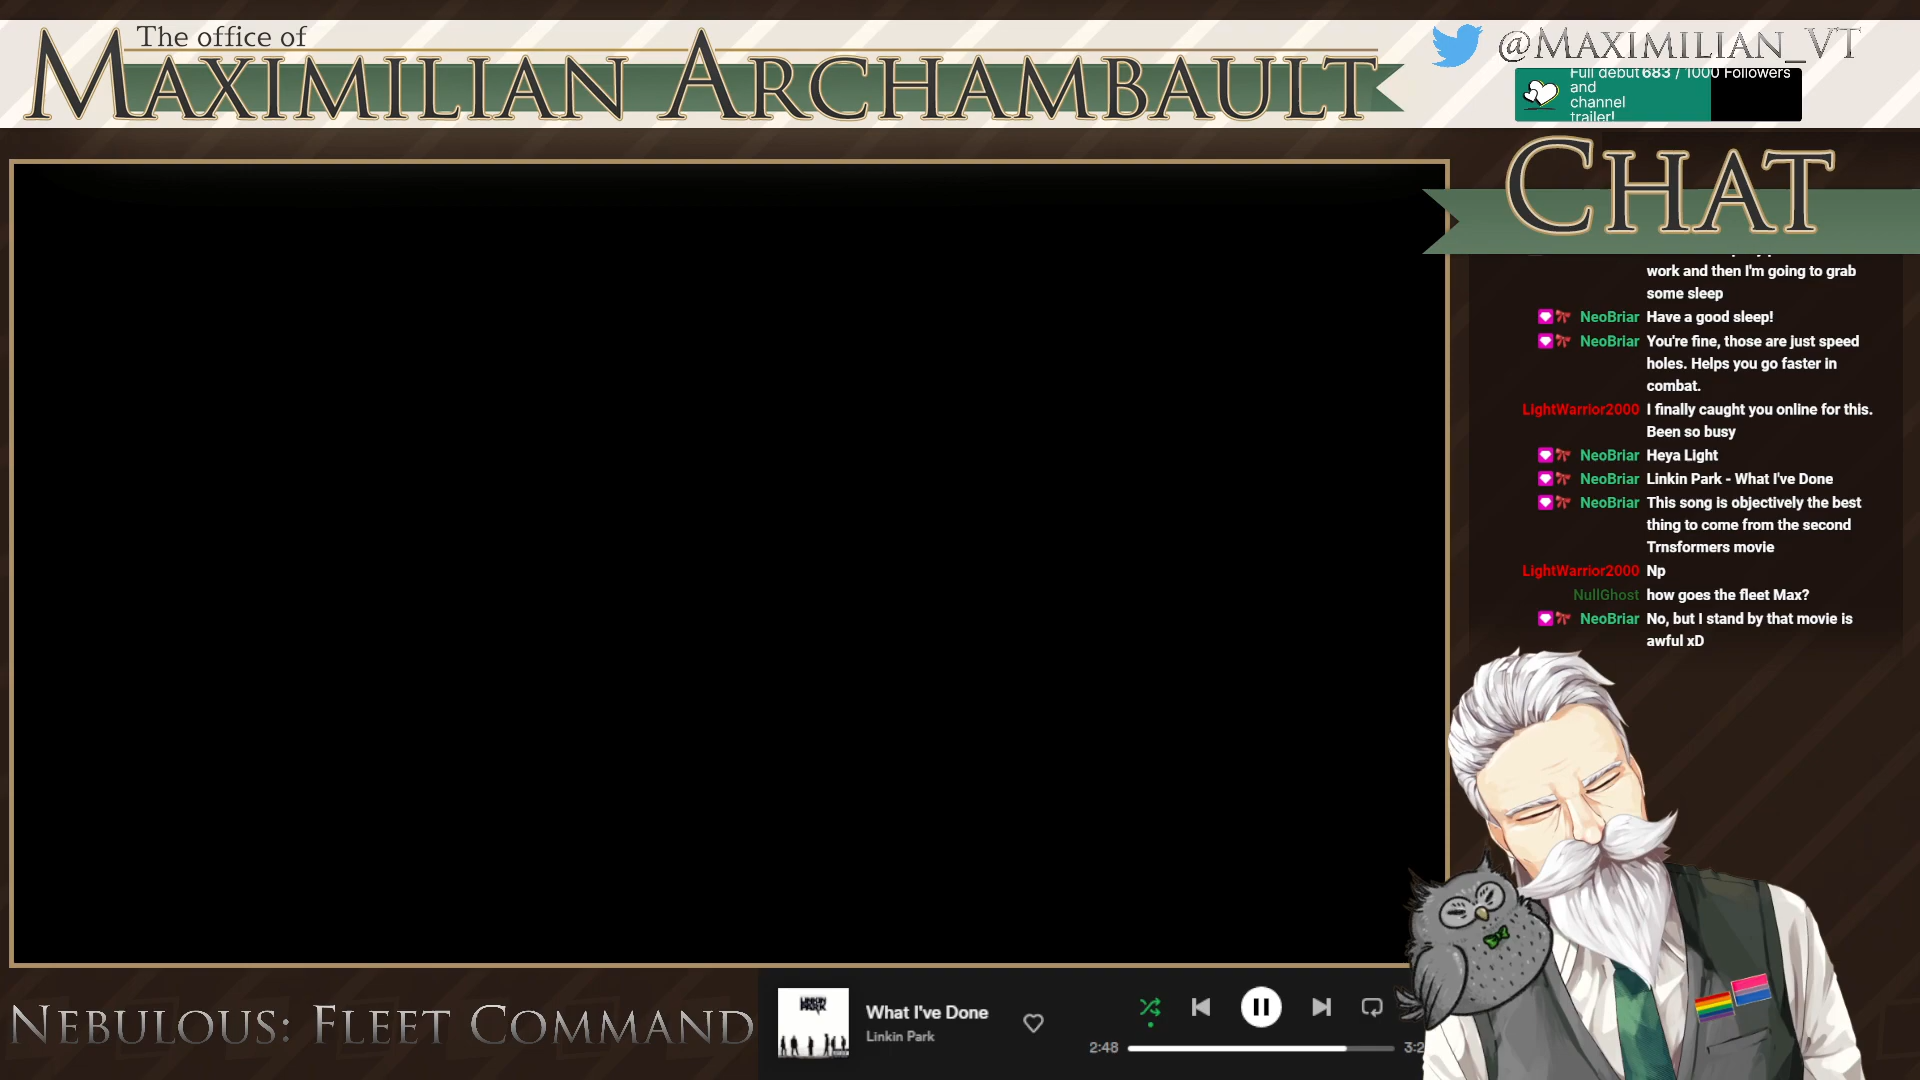 The office of
MAXIMILIAN ARCHAMBAULT
@MAXIMILIAN_VT
Full debut 683 / 1000 Followers
and
channel
trailer!
CHAT
work and then I'm going to grab
some sleep
NeoBriar Have a good sleep!
NeoBriar You're fine, those are just speed
holes. Helps you go faster in
combat.
LightWarrior2000 I finally caught you online for this.
Been so busy
NeoBriar Heya Light
NeoBriar Linkin Park - What I've Done
NeoBriar This song is objectively the best
thing to come from the second
Trnsformers movie
LightWarrior2000 Np
NullGhost how goes the fleet Max?
NeoBriar No, but I stand by that movie is
awful xD
NEBULOUS: FLEET COMMAND
LINKIN PARK
What I've Done
Linkin Park
2:48
3:2